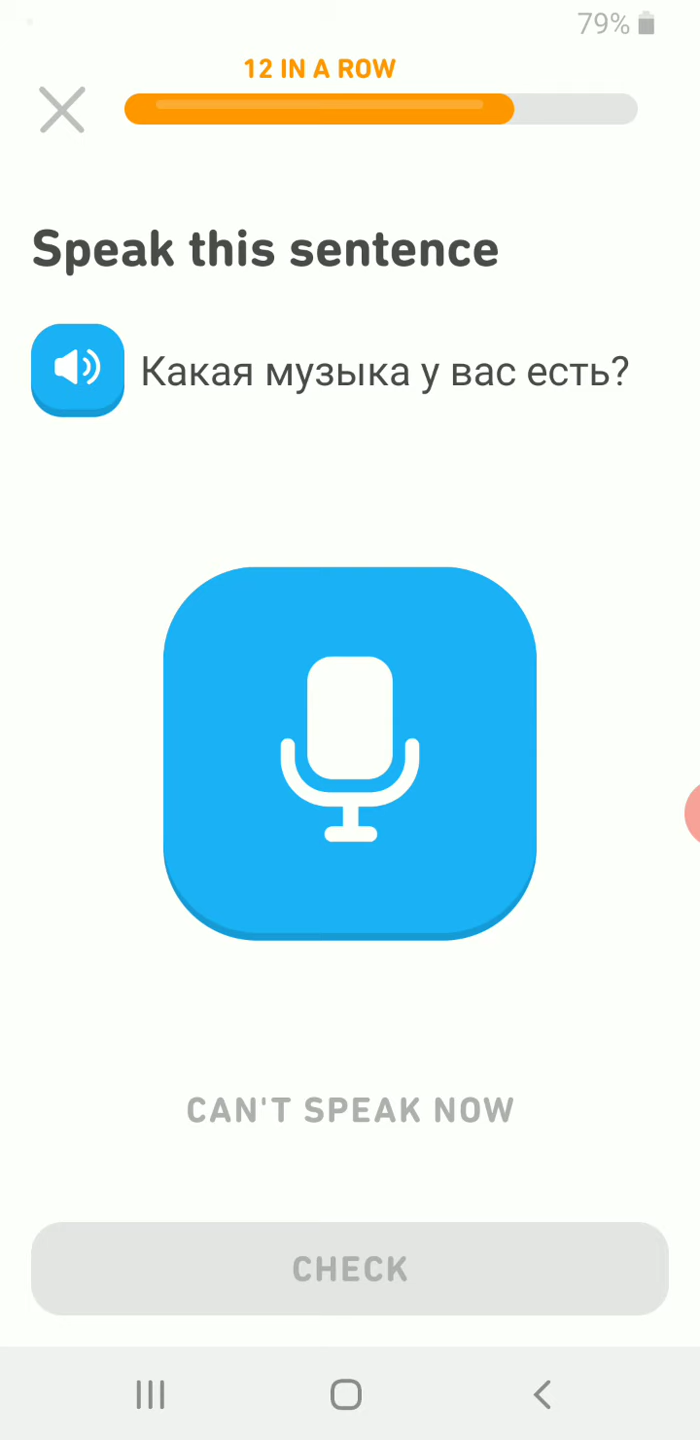 79%
12 IN A ROW
Speak this sentence
Какая музыка у вас есть?
CAN'T SPEAK NOW
CHECK